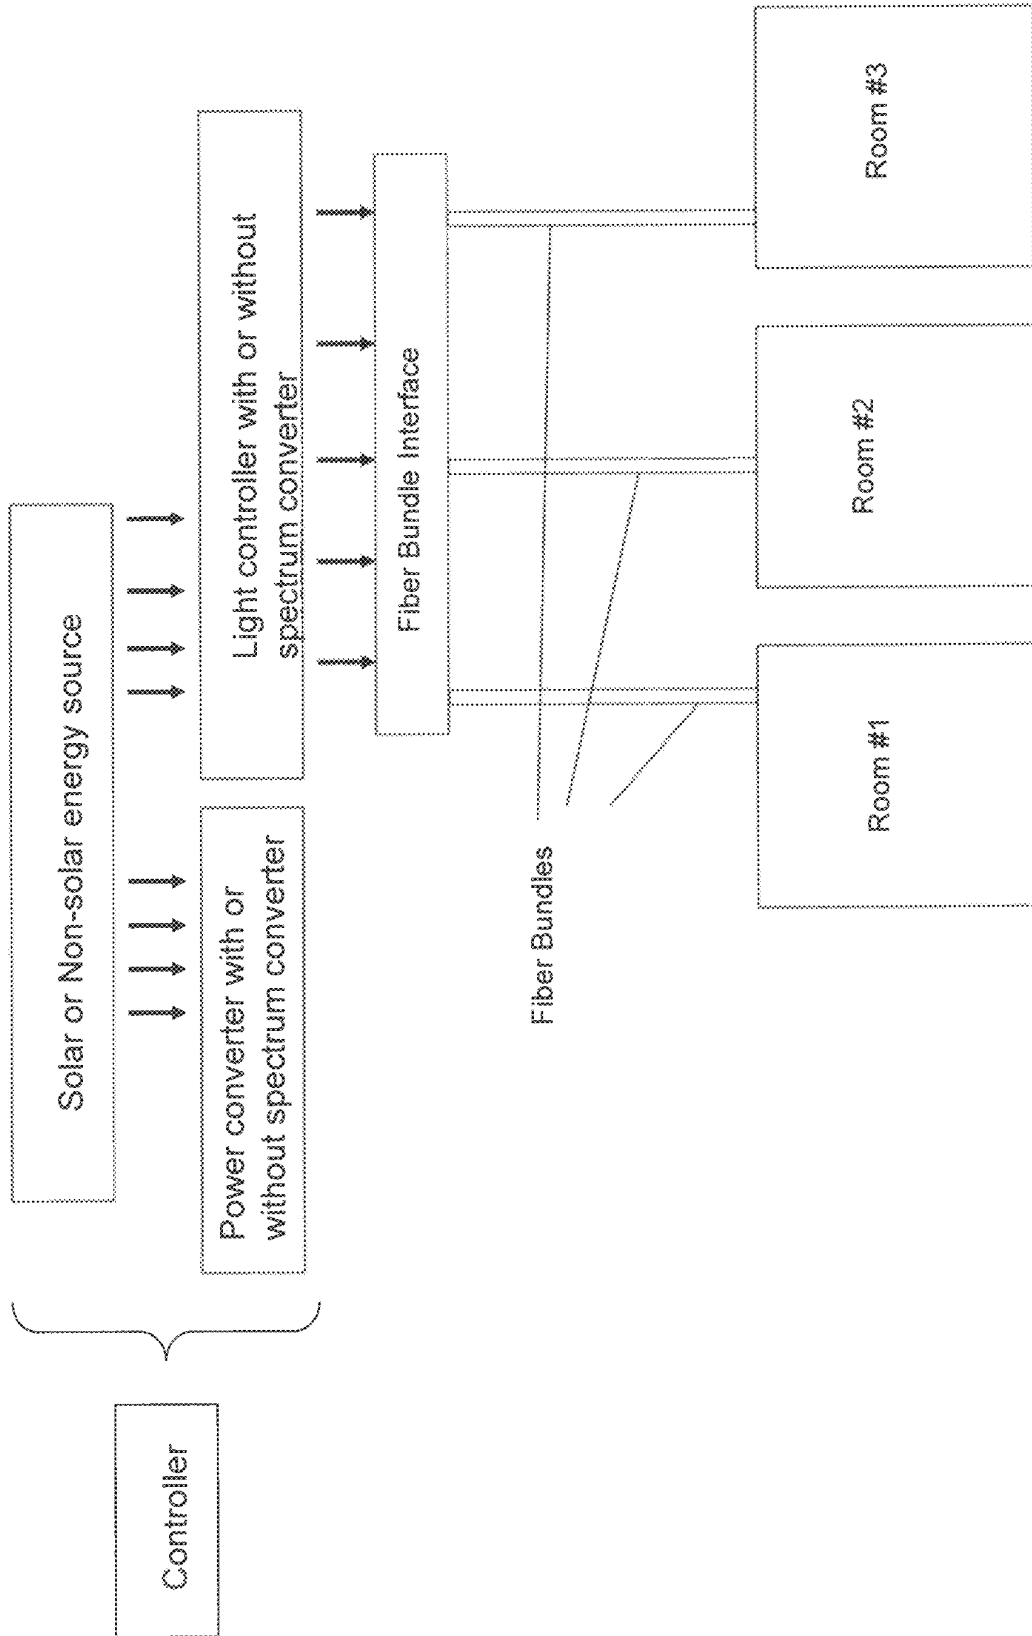 Controller
Solar or Non-solar energy source
Power converter with or
without spectrum converter
Light controller with or without
spectrum converter
Fiber Bundle Interface
Fiber Bundles
Room #1
Room #2
Room #3